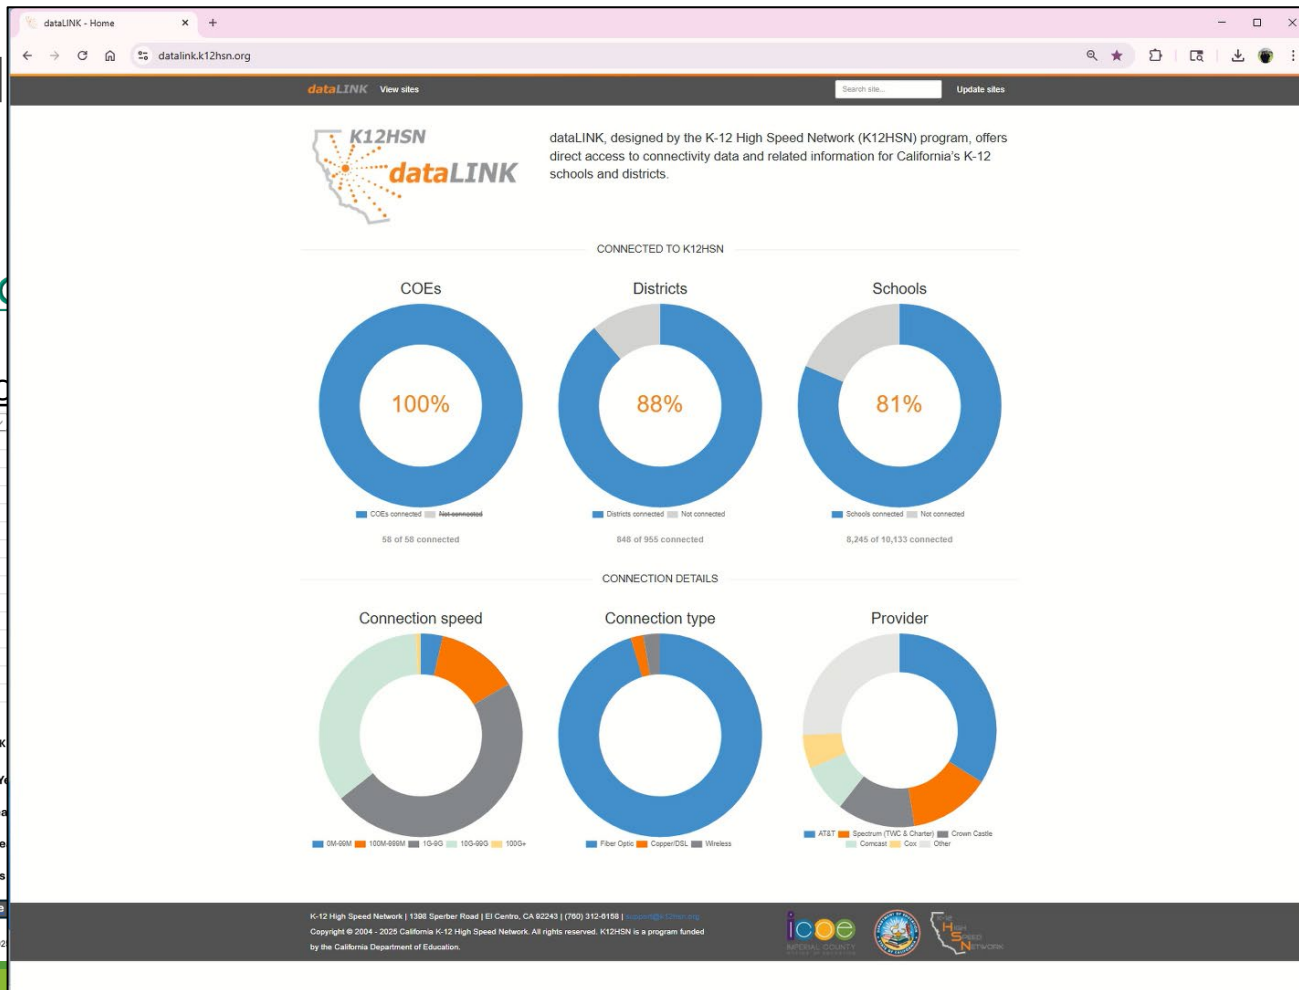 dataLINK - Home
datalink.k12hsn.org
dataLINK View sites Search site... Update sites
K12HSN
dataLINK
dataLINK, designed by the K-12 High Speed Network (K12HSN) program, offers
direct access to connectivity data and related information for California's K-12
schools and districts.
CONNECTED TO K12HSN
COEs Districts Schools
100% 88% 81%
COEs connected Not connected Districts connected Not connected Schools connected Not connected
58 of 58 connected 848 of 955 connected 8,245 of 10,133 connected
CONNECTION DETAILS
Connection speed Connection type Provider
0M-99M 100M-999M 1G-9G 10G-99G 100G+ Fiber Optic Copper/DSL Wireless AT&T Spectrum (TWC & Charter) Crown Castle
Comcast Cox Other
K-12 High Speed Network | 1398 Sperber Road | El Centro, CA 92243 | (760) 312-6158 | support@k12hsn.org
Copyright © 2004 - 2025 California K-12 High Speed Network. All rights reserved. K12HSN is a program funded
by the California Department of Education.
icoe
IMPERIAL COUNTY
K-12
HIGH
SPEED
NETWORK